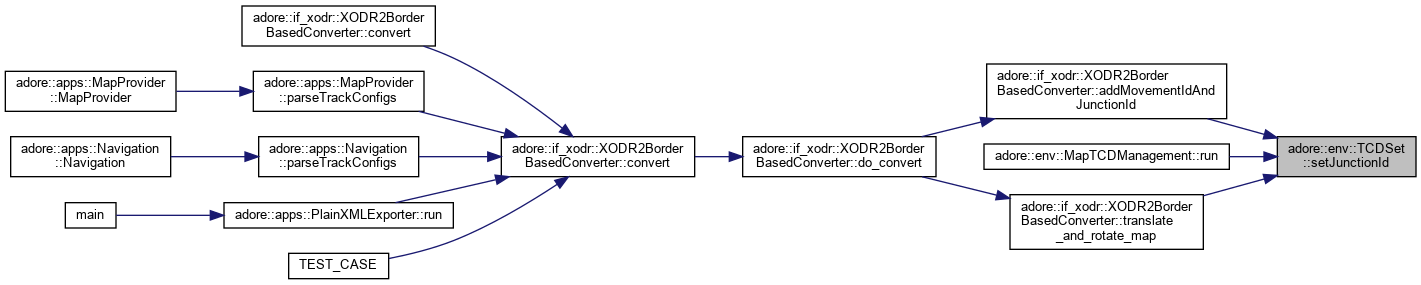 adore::if_xodr::XODR2Border
BasedConverter::convert
adore::apps::MapProvider
::MapProvider
adore::apps::MapProvider
::parseTrackConfigs
adore::apps::Navigation
::Navigation
adore::apps::Navigation
::parseTrackConfigs
main
adore::apps::PlainXMLExporter::run
TEST_CASE
adore::if_xodr::XODR2Border
BasedConverter::convert
adore::if_xodr::XODR2Border
BasedConverter::do_convert
adore::if_xodr::XODR2Border
BasedConverter::addMovementIdAnd
JunctionId
adore::env::MapTCDManagement::run
adore::if_xodr::XODR2Border
BasedConverter::translate
_and_rotate_map
adore::env::TCDSet
::setJunctionId